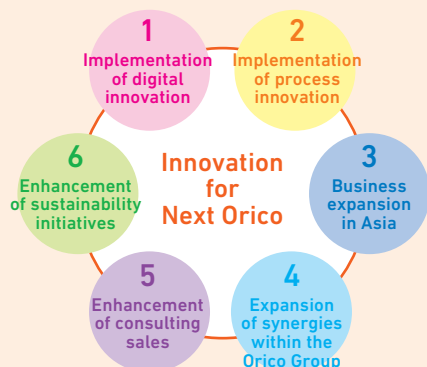 1
Implementation
of digital
innovation
2
Implementation
of process
innovation
3
Business
expansion
in Asia
4
Expansion
of synergies
within the
Orico Group
5
Enhancement
of consulting
sales
6
Enhancement
of sustainability
initiatives
Innovation
for
Next Orico